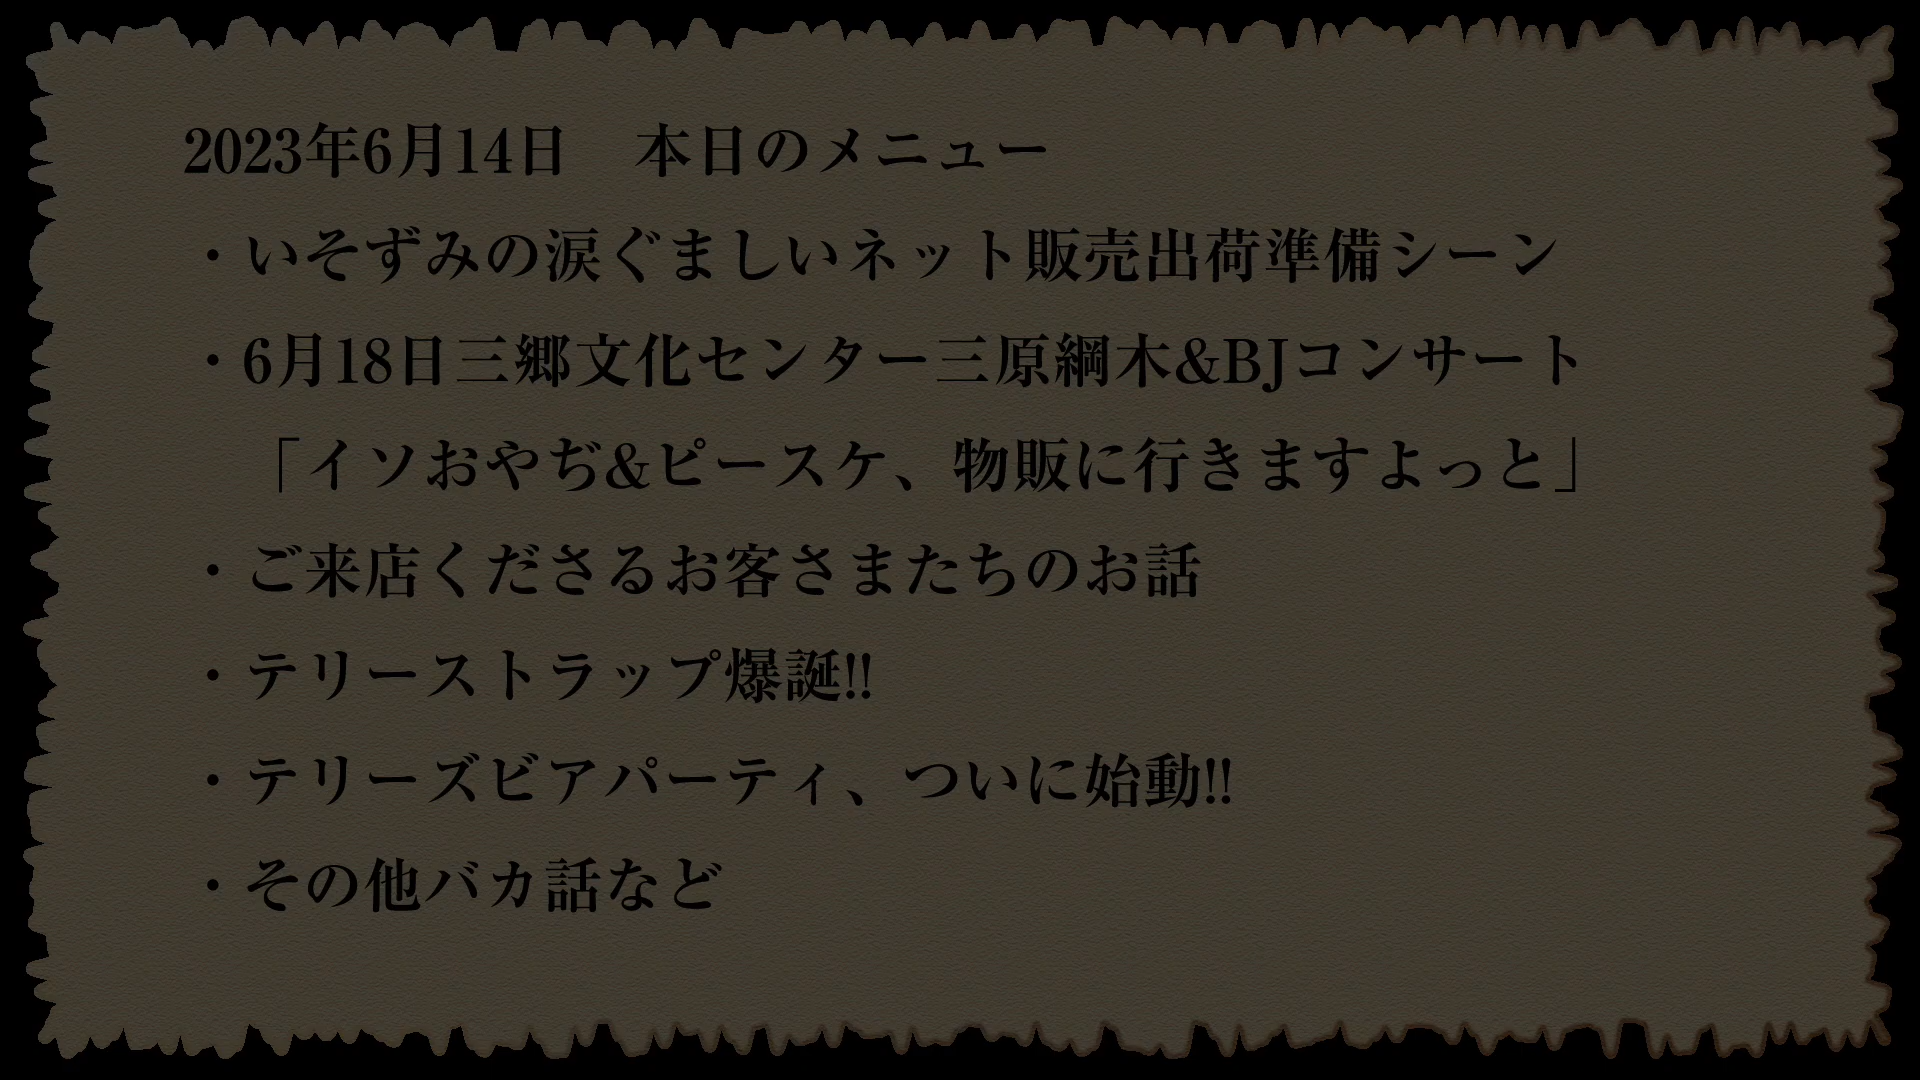 2023年6月14日　本日のメニュー
・いそずみの涙ぐましいネット販売出荷準備シーン
・6月18日三郷文化センター三原綱木&BJコンサート
「イソおやぢ&ピースケ、物販に行きますよっと」
・ご来店くださるお客さまたちのお話
・テリーストラップ爆誕!!
・テリーズビアパーティ、ついに始動!!
・その他バカ話など